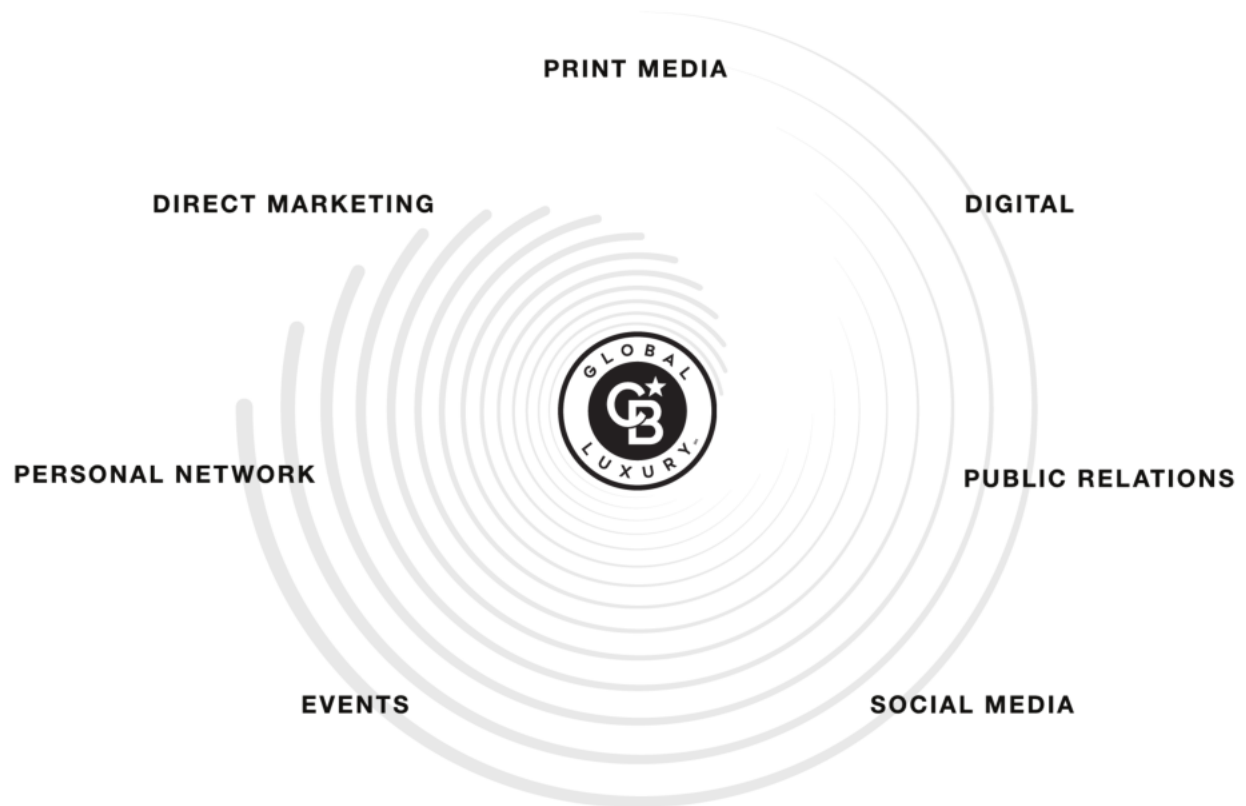 PRINT MEDIA
DIRECT MARKETING
DIGITAL
GLOBAL
CB
LUXURY
PERSONAL NETWORK
PUBLIC RELATIONS
EVENTS
SOCIAL MEDIA